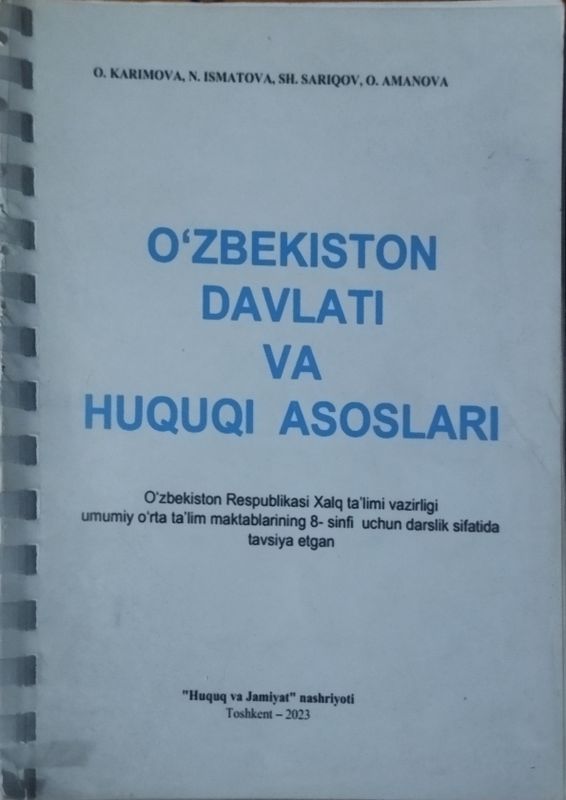 O. KARIMOVA, N. ISMATOVA, SH. SARIQOV, O. AMANOVA
O‘ZBEKISTON
DAVLATI
VA
HUQUQI ASOSLARI
O‘zbekiston Respublikasi Xalq ta’limi vazirligi
umumiy o‘rta ta’lim maktablarining 8- sinfi uchun darslik sifatida
tavsiya etgan
"Huquq va Jamiyat" nashriyoti
Toshkent – 2023